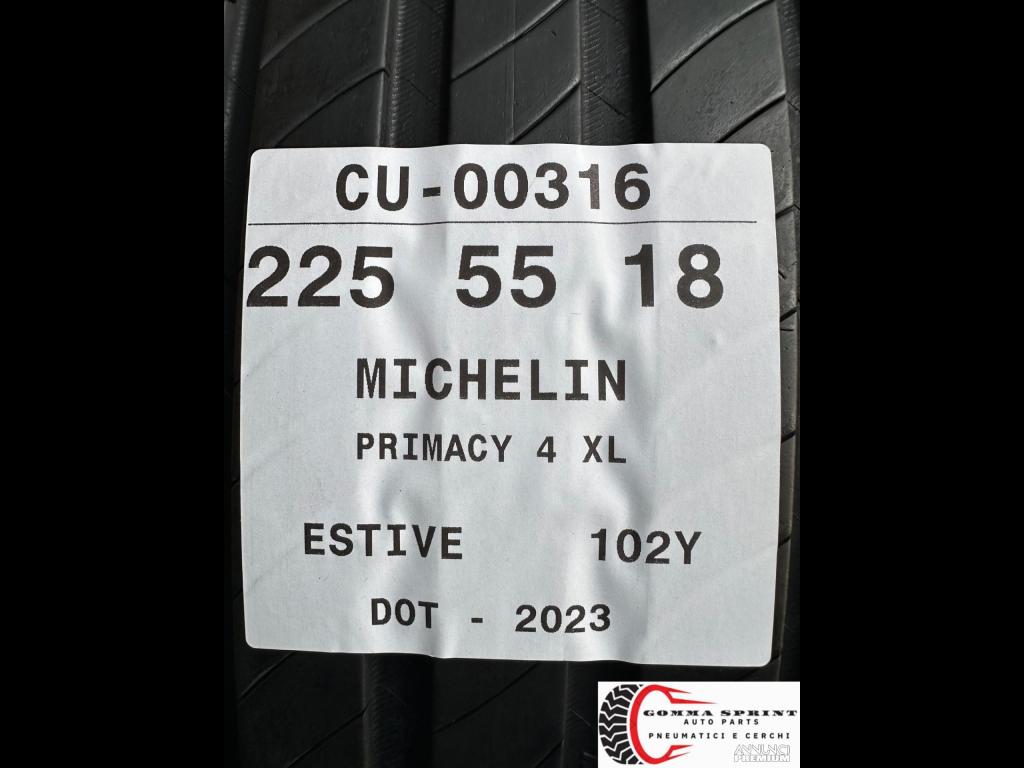 CU-00316
225 55 18
MICHELIN
PRIMACY 4 XL
ESTIVE 102Y
DOT - 2023
GOMMA SPRINT
AUTO PARTS
PNEUMATICI E CERCHI
ANNUNCI
PREMIUM